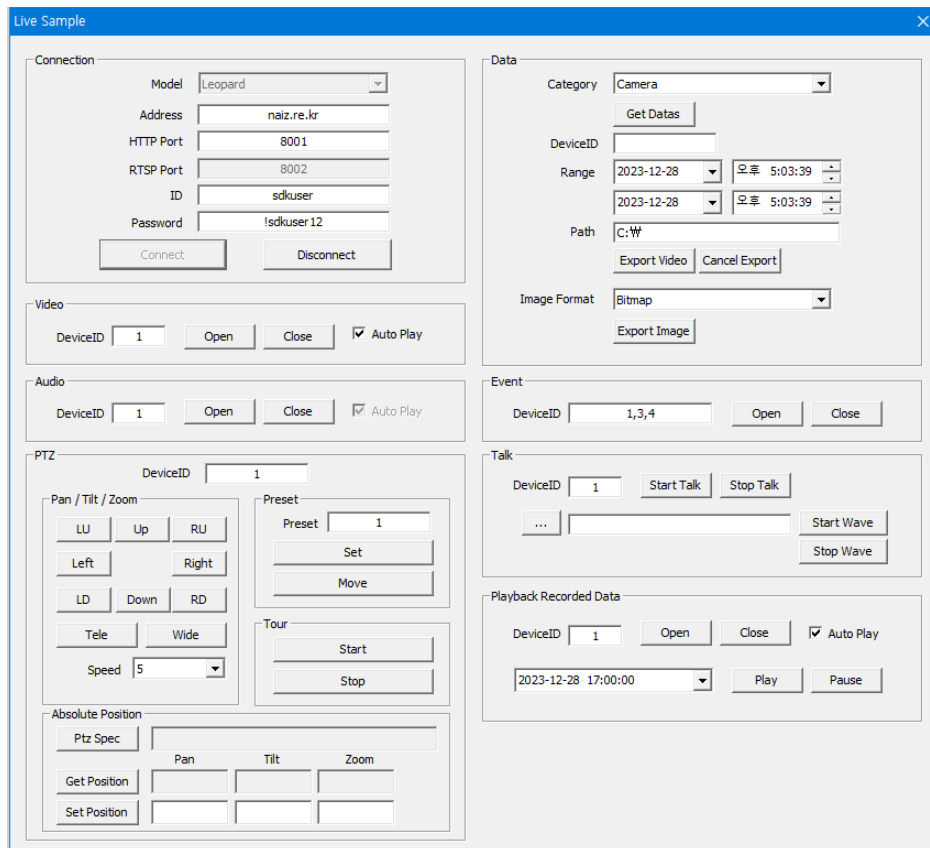 Live Sample
Connection
Model Leopard
Address naiz.re.kr
HTTP Port 8001
RTSP Port 8002
ID sdkuser
Password !sdkuser12
Connect Disconnect
Video
DeviceID 1 Open Close Auto Play
Audio
DeviceID 1 Open Close Auto Play
PTZ
DeviceID 1
Pan / Tilt / Zoom
LU Up RU
Left Right
LD Down RD
Tele Wide
Speed 5
Preset
Preset 1
Set
Move
Tour
Start
Stop
Absolute Position
Ptz Spec
Pan Tilt Zoom
Get Position
Set Position
Data
Category Camera
Get Datas
DeviceID
Range 2023-12-28 오후 5:03:39
2023-12-28 오후 5:03:39
Path C:₩
Export Video Cancel Export
Image Format Bitmap
Export Image
Event
DeviceID 1,3,4 Open Close
Talk
DeviceID 1 Start Talk Stop Talk
... Start Wave
Stop Wave
Playback Recorded Data
DeviceID 1 Open Close Auto Play
2023-12-28 17:00:00 Play Pause